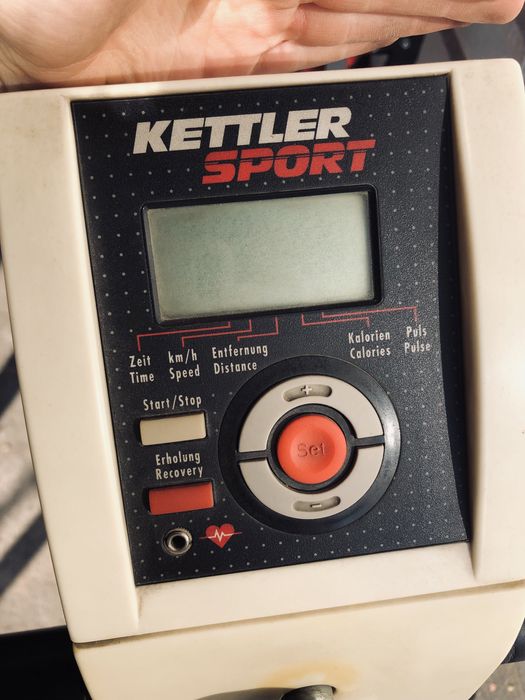 KETTLER
SPORT
Zeit km/h Entfernung Kalorien Puls
Time Speed Distance Calories Pulse
Start/Stop
+
Set
-
Erholung
Recovery